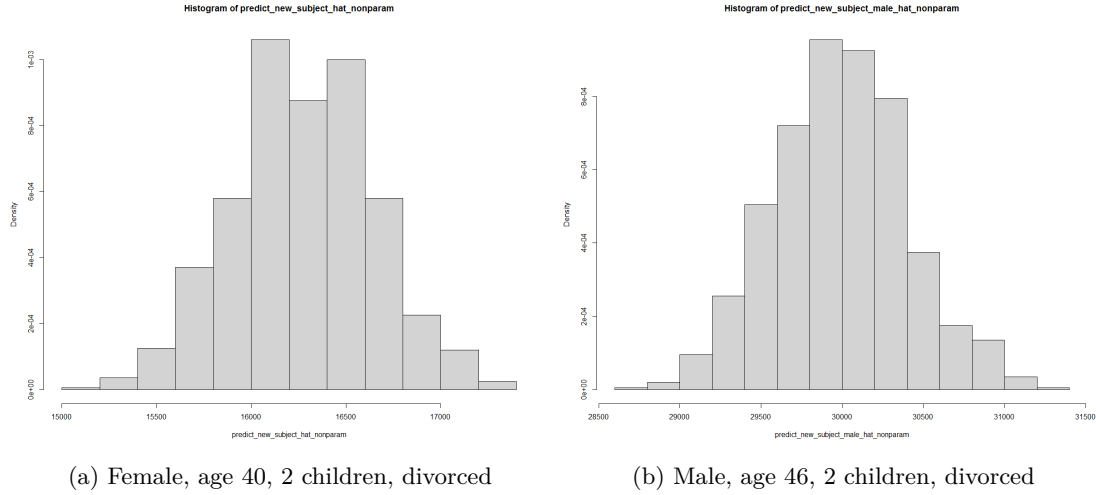 Histogram of predict_new_subject_hat_nonparam
Density
0e+00 2e-04 4e-04 6e-04 8e-04 1e-03
15000 15500 16000 16500 17000
predict_new_subject_hat_nonparam
(a) Female, age 40, 2 children, divorced
Histogram of predict_new_subject_male_hat_nonparam
Density
0e+00 2e-04 4e-04 6e-04 8e-04
28500 29000 29500 30000 30500 31000 31500
predict_new_subject_male_hat_nonparam
(b) Male, age 46, 2 children, divorced